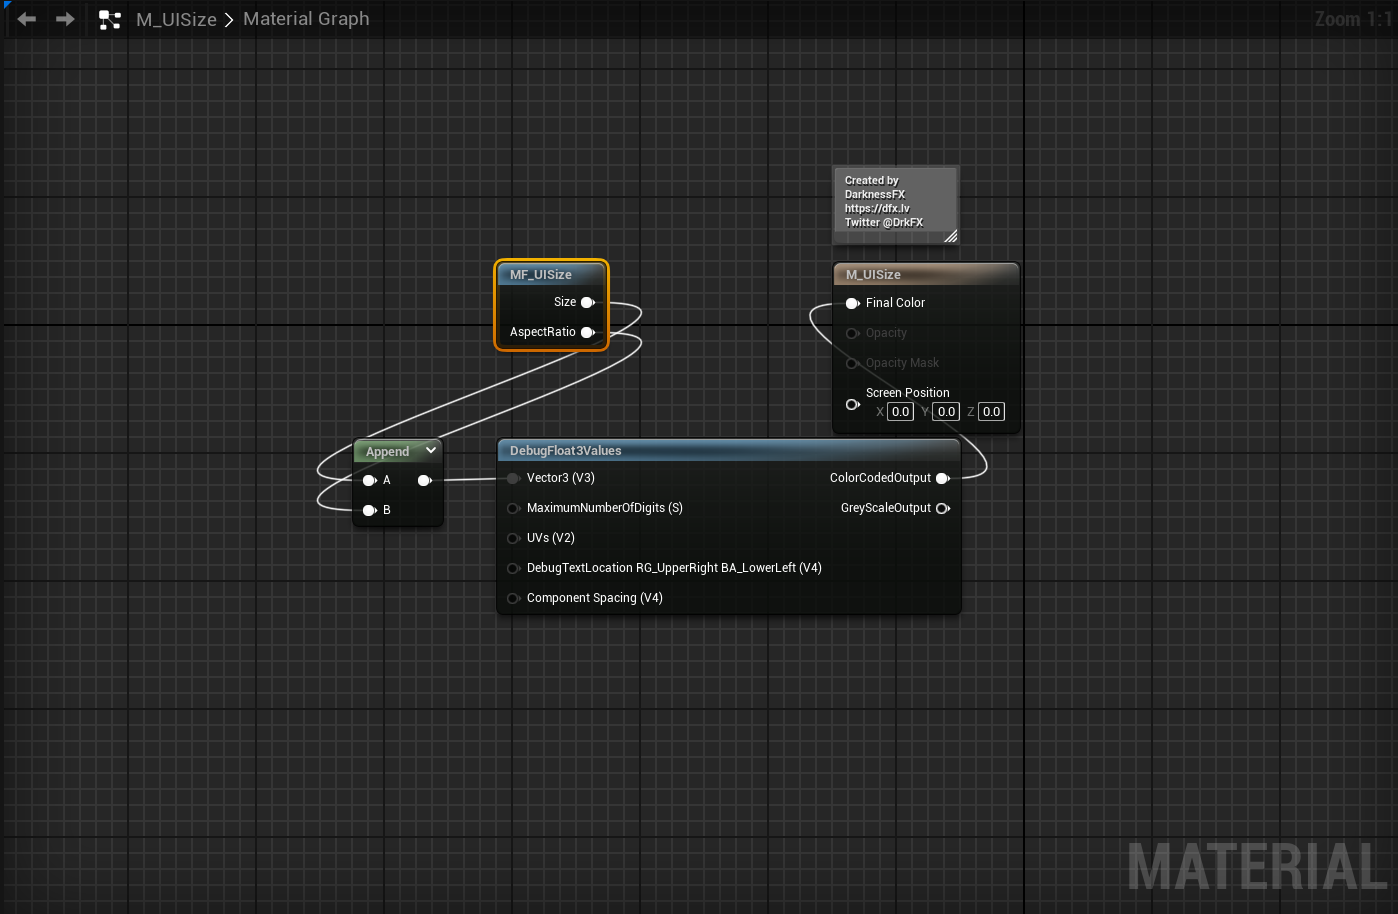 M_UISize > Material Graph
Zoom 1:1
Created by
DarknessFX
https://dfx.lv
Twitter @DrkFX
MF_UISize
Size
AspectRatio
M_UISize
Final Color
Opacity
Opacity Mask
Screen Position
X 0.0 Y 0.0 Z 0.0
Append
A
B
DebugFloat3Values
Vector3 (V3)
ColorCodedOutput
MaximumNumberOfDigits (S)
GreyScaleOutput
UVs (V2)
DebugTextLocation RG_UpperRight BA_LowerLeft (V4)
Component Spacing (V4)
MATERIAL